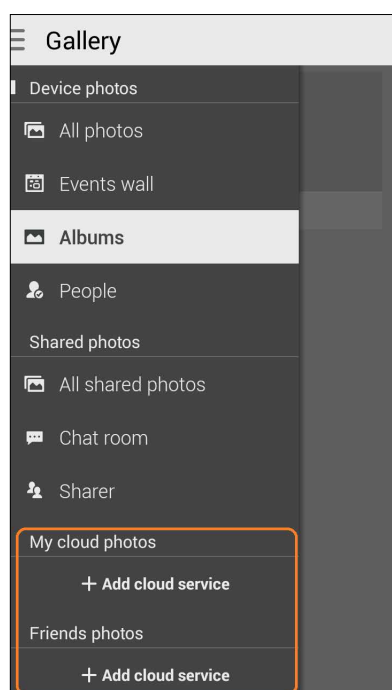 Gallery
Device photos
All photos
Events wall
Albums
People
Shared photos
All shared photos
Chat room
Sharer
My cloud photos
+ Add cloud service
Friends photos
+ Add cloud service